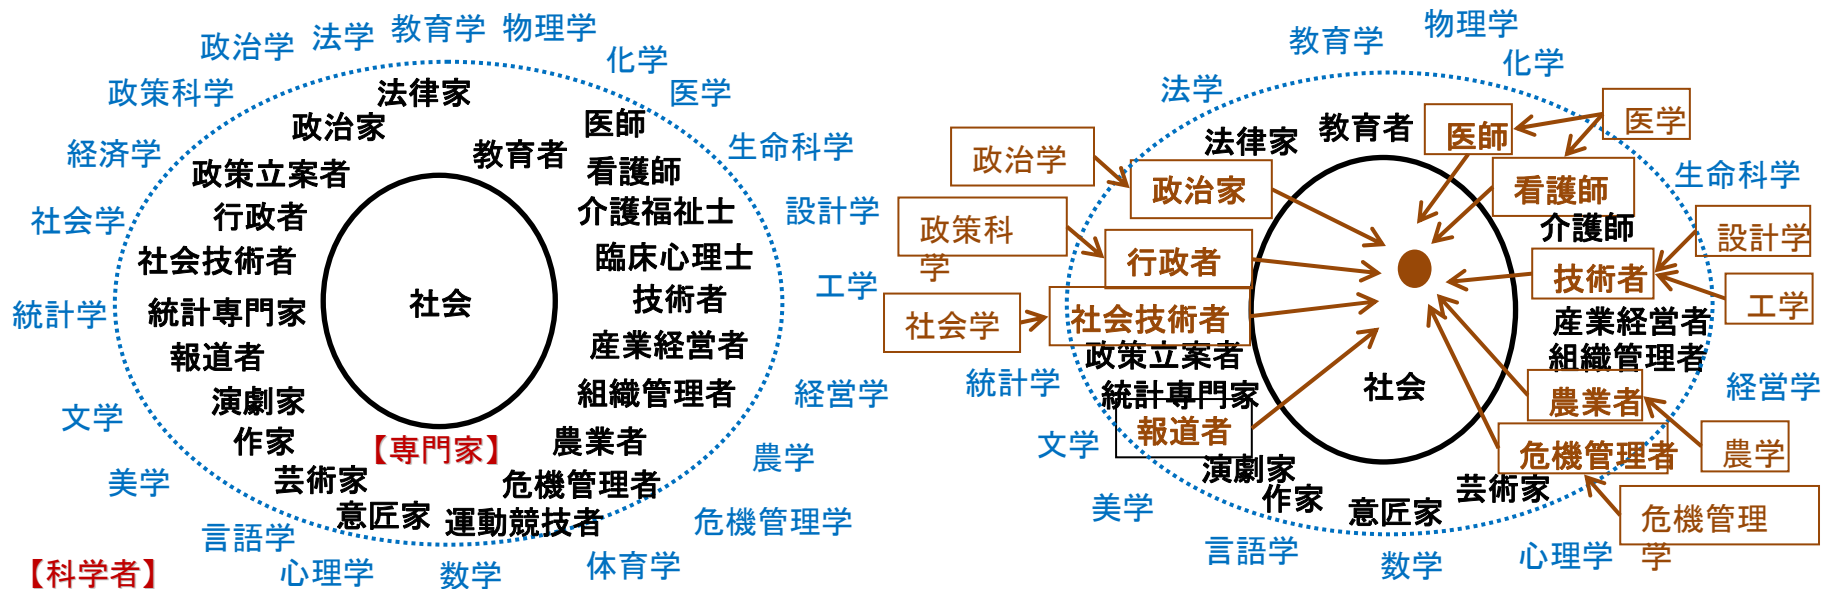 政治学
法学
教育学
物理学
化学
政策科学
医学
経済学
生命科学
社会学
設計学
統計学
工学
文学
経営学
美学
農学
言語学
危機管理学
心理学
数学
体育学
【科学者】
法律家
政治家
医師
教育者
政策立案者
看護師
行政者
介護福祉士
社会技術者
臨床心理士
統計専門家
技術者
報道者
産業経営者
演劇家
組織管理者
作家
農業者
芸術家
危機管理者
意匠家
運動競技者
社会
【専門家】
物理学
教育学
化学
法学
医学
政治学
生命科学
政策科
学
設計学
社会学
工学
統計学
経営学
文学
農学
美学
危機管理
学
言語学
数学
心理学
法律家
教育者
医師
政治家
看護師
介護師
行政者
技術者
社会技術者
産業経営者
政策立案者
組織管理者
統計専門家
農業者
報道者
危機管理者
演劇家
作家
意匠家
芸術家
社会